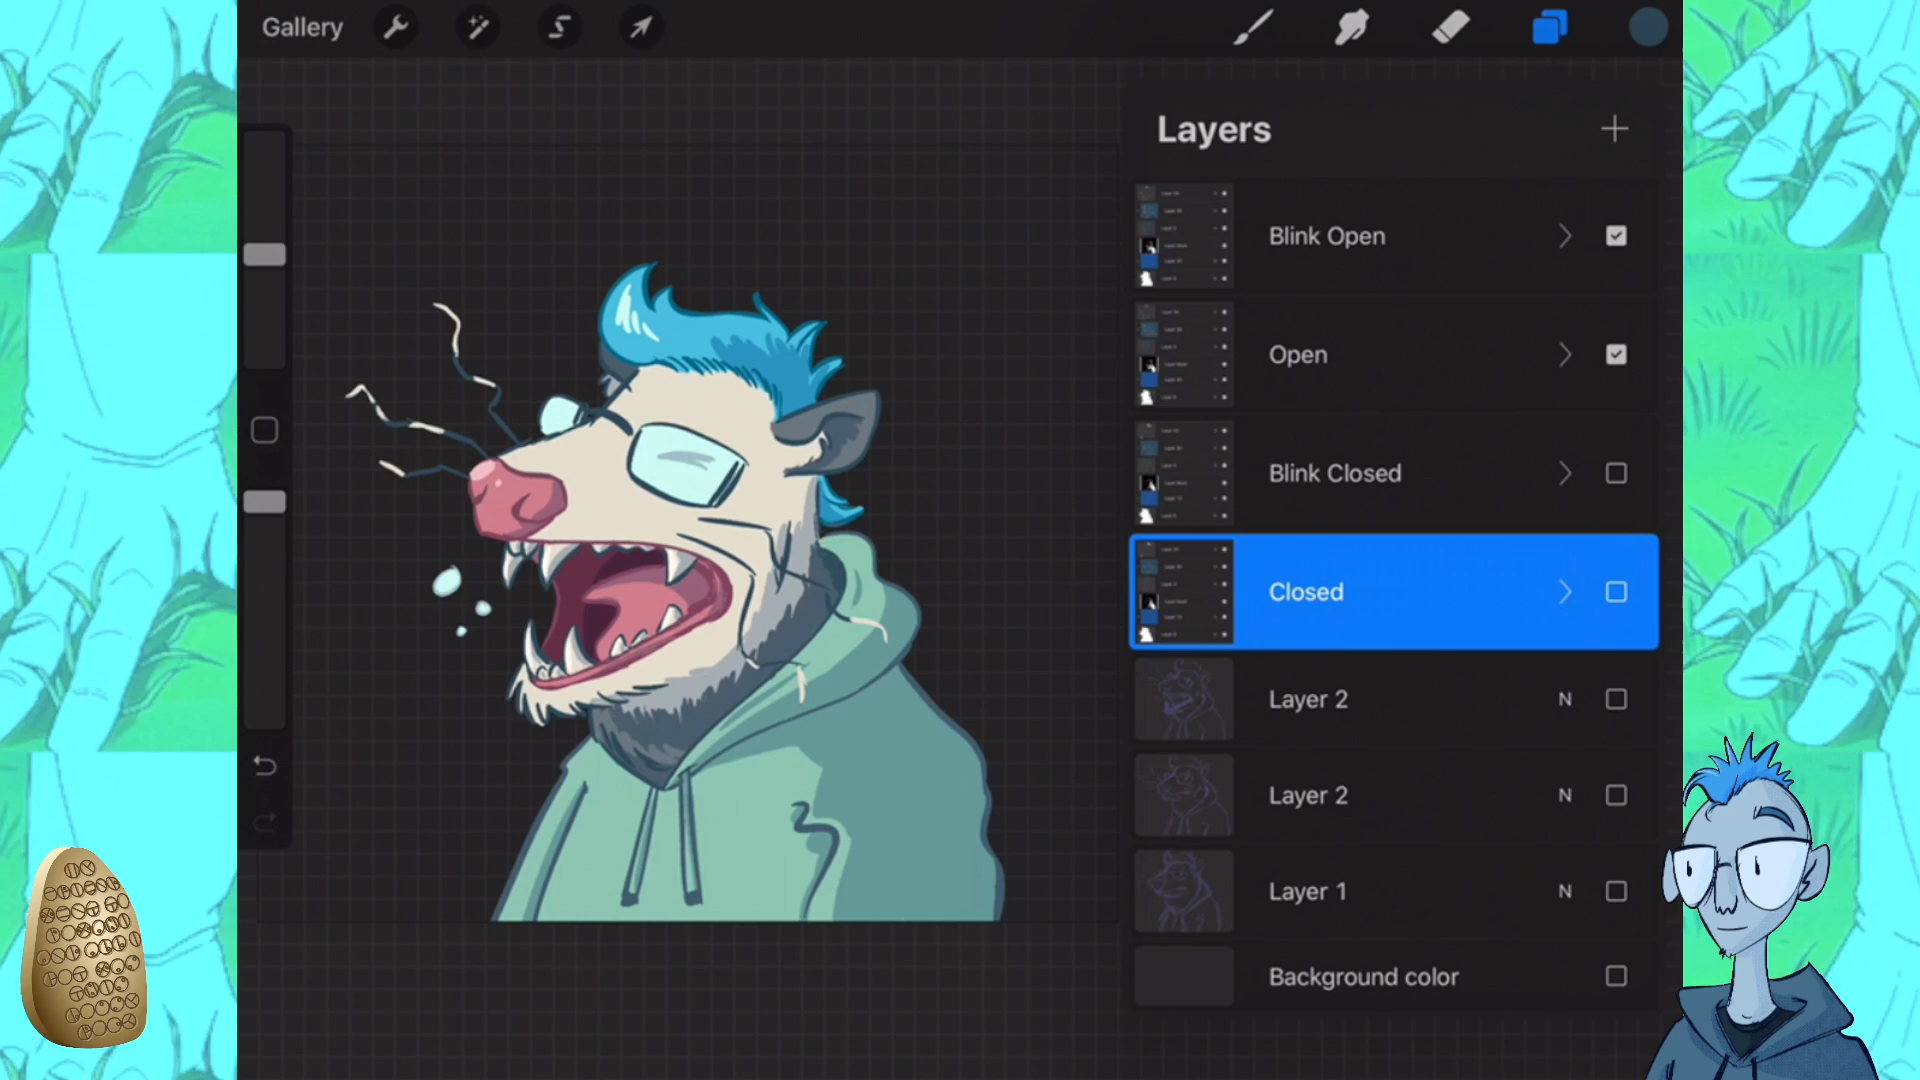 Gallery
Layers
Blink Open
Open
Blink Closed
Closed
Layer 2 N
Layer 2 N
Layer 1 N
Background color